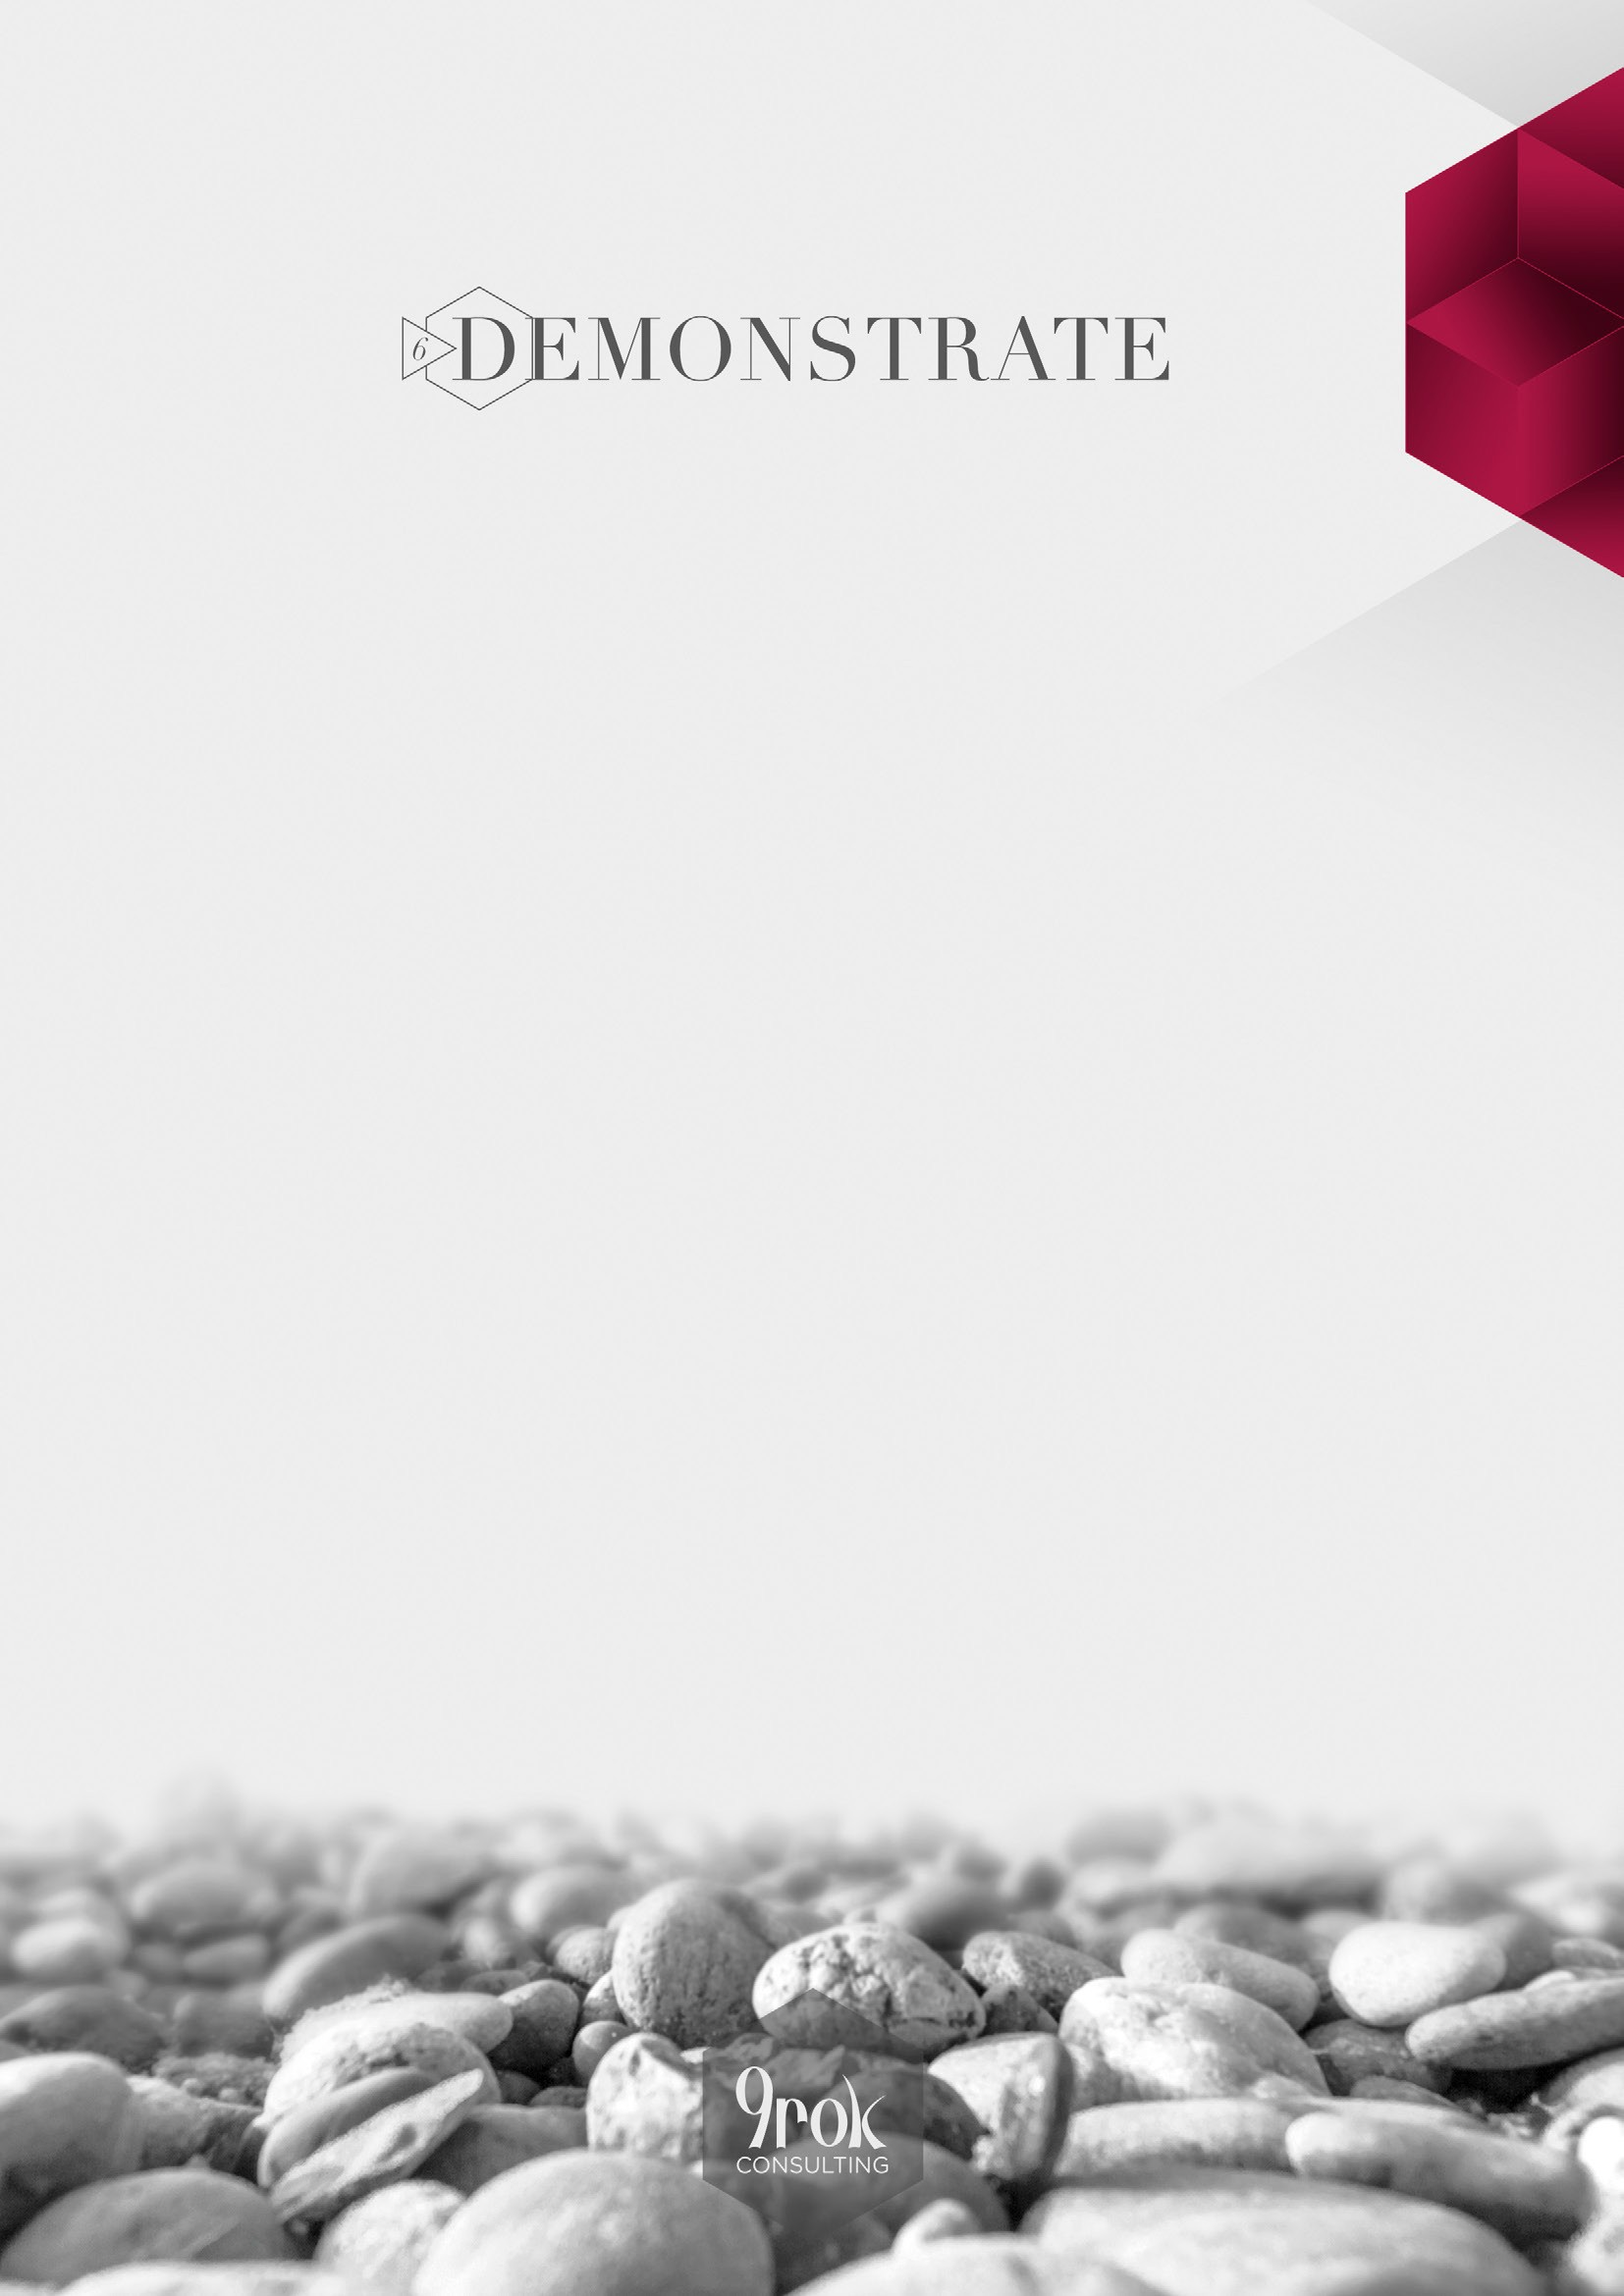 6 DEMONSTRATE
9rok
CONSULTING